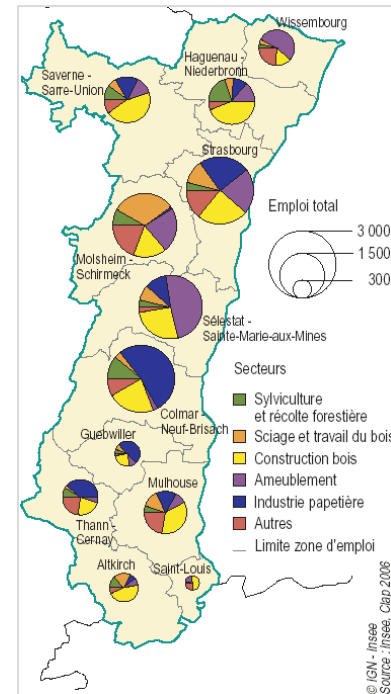 Wissembourg
Haguenau -
Niederbronn
Saverne -
Sarre-Union
Strasbourg
Emploi total
3 000
1 500
300
Molsheim -
Schirmeck
Sélestat -
Sainte-Marie-aux-Mines
Secteurs
Sylviculture
et récolte forestière
Sciage et travail du bois
Construction bois
Ameublement
Industrie papetière
Autres
Limite zone d'emploi
Colmar
Neuf-Brisach
Guebwiller
Mulhouse
Thann -
Cernay
Altkirch
Saint-Louis
© IGN - Insee
Source : Insee, Clap 2006